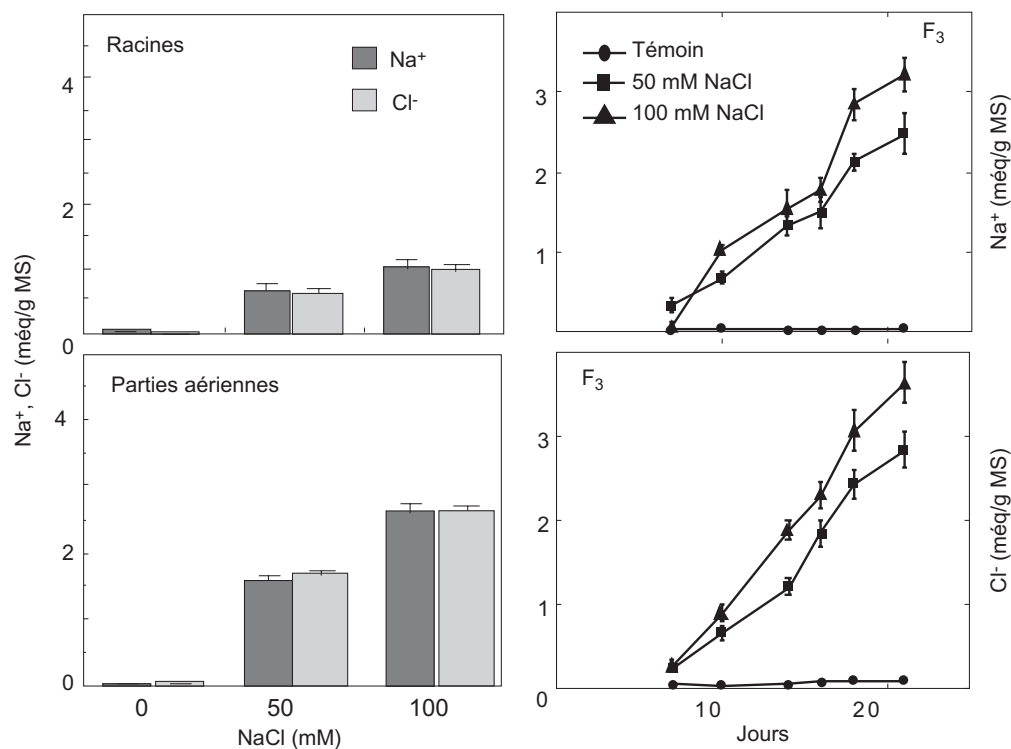 Racines
Na⁺
Cl⁻
4
2
0
Parties aériennes
4
2
0
0 50 100
NaCl (mM)
Na⁺, Cl⁻ (méq/g MS)
F₃
Témoin
50 mM NaCl
100 mM NaCl
3
2
1
Na⁺ (méq/g MS)
F₃
3
2
1
0
Cl⁻ (méq/g MS)
10 20
Jours